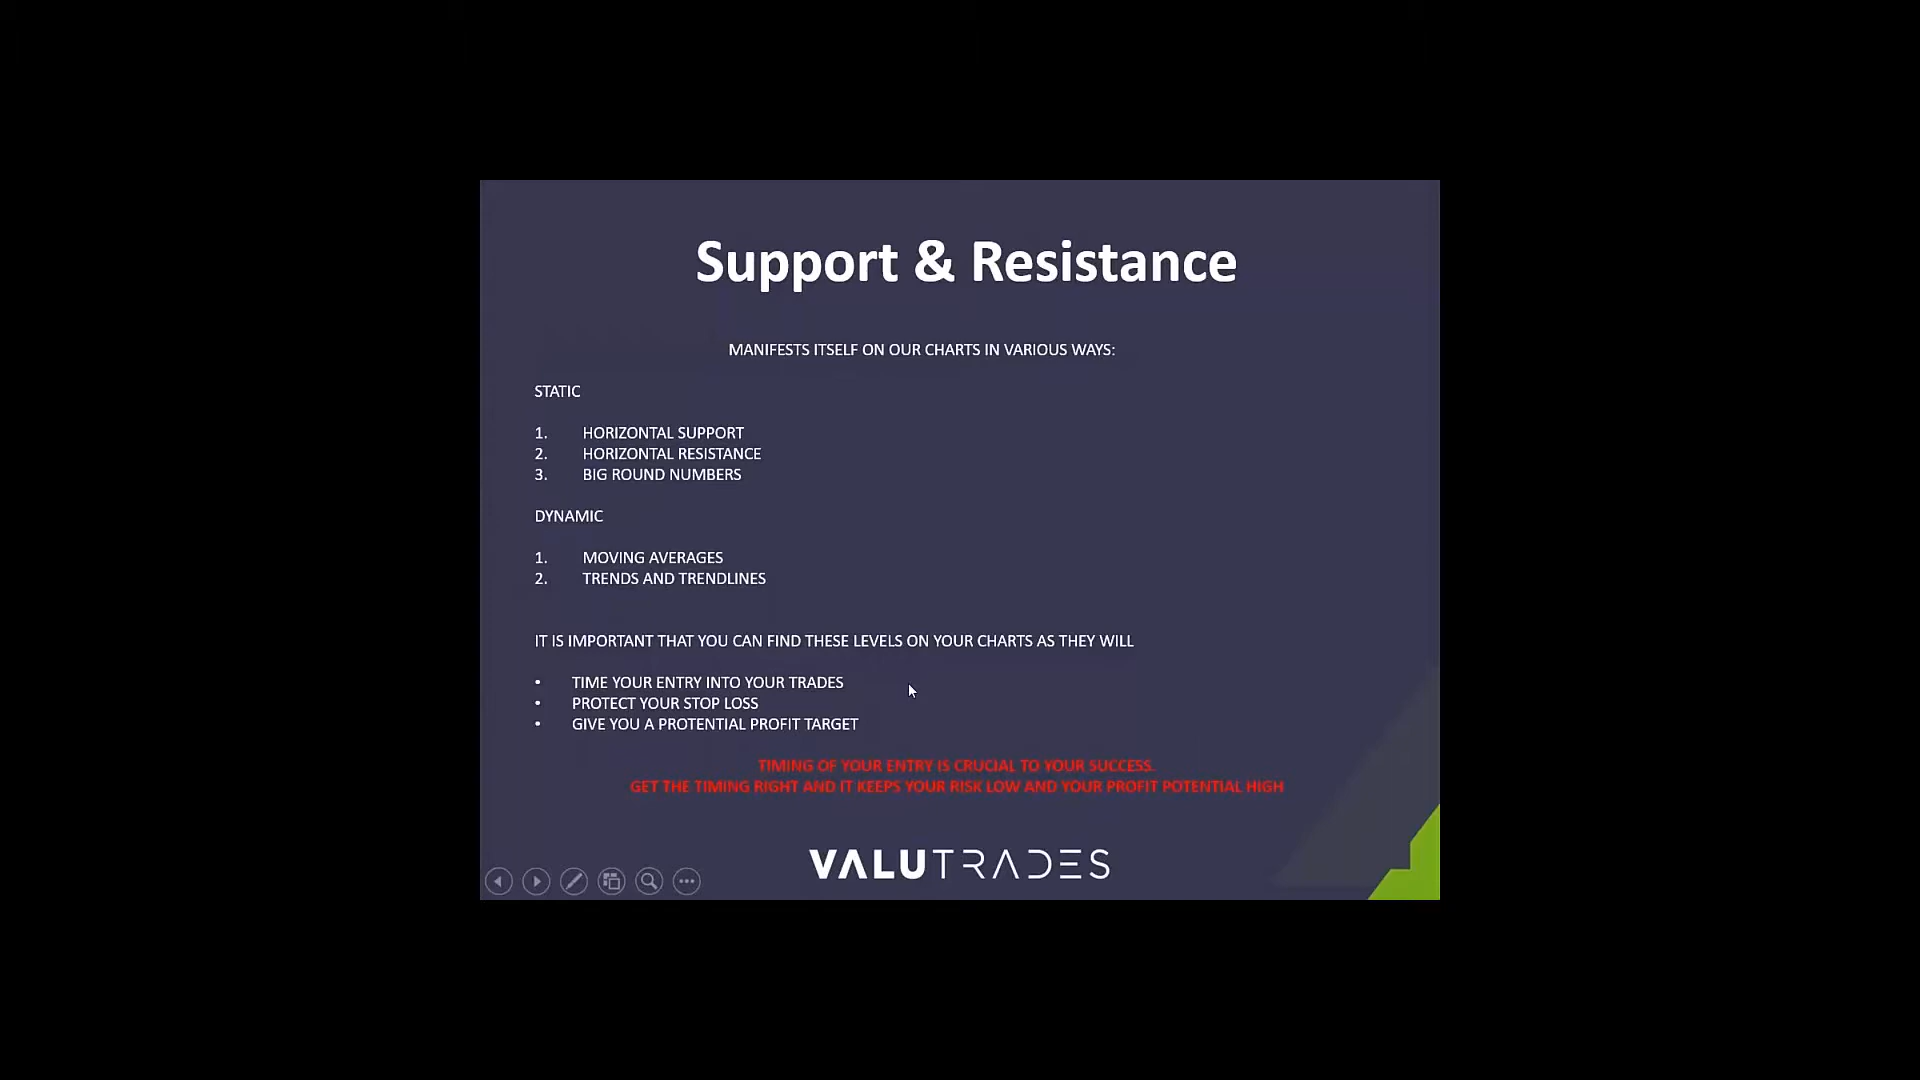 Support & Resistance
MANIFESTS ITSELF ON OUR CHARTS IN VARIOUS WAYS:
STATIC
1. HORIZONTAL SUPPORT
2. HORIZONTAL RESISTANCE
3. BIG ROUND NUMBERS
DYNAMIC
1. MOVING AVERAGES
2. TRENDS AND TRENDLINES
IT IS IMPORTANT THAT YOU CAN FIND THESE LEVELS ON YOUR CHARTS AS THEY WILL
• TIME YOUR ENTRY INTO YOUR TRADES
• PROTECT YOUR STOP LOSS
• GIVE YOU A PROTENTIAL PROFIT TARGET
TIMING OF YOUR ENTRY IS CRUCIAL TO YOUR SUCCESS.
GET THE TIMING RIGHT AND IT KEEPS YOUR RISK LOW AND YOUR PROFIT POTENTIAL HIGH
VALUTRADES